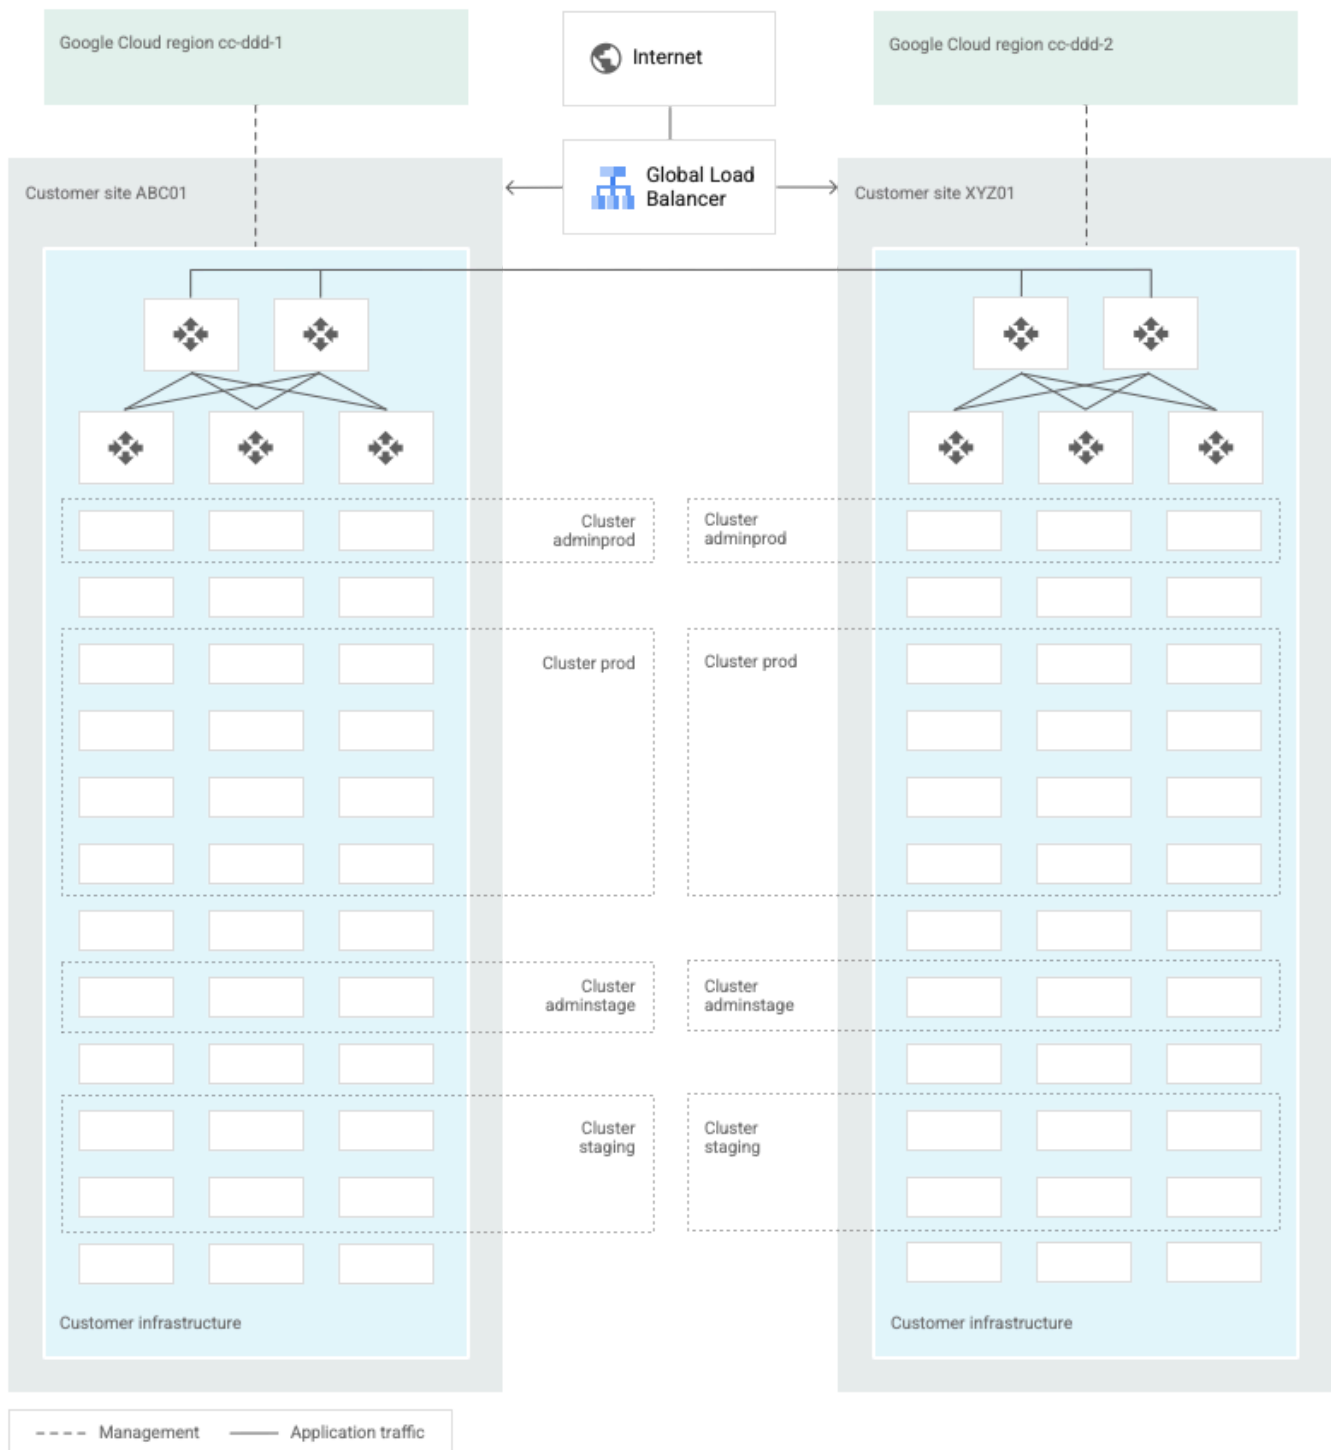 Google Cloud region cc-ddd-1
Internet
Google Cloud region cc-ddd-2
Global Load
Balancer
Customer site ABC01
Customer site XYZ01
Cluster
adminprod
Cluster
adminprod
Cluster prod
Cluster prod
Cluster
adminstage
Cluster
adminstage
Cluster
staging
Cluster
staging
Customer infrastructure
Customer infrastructure
Management
Application traffic